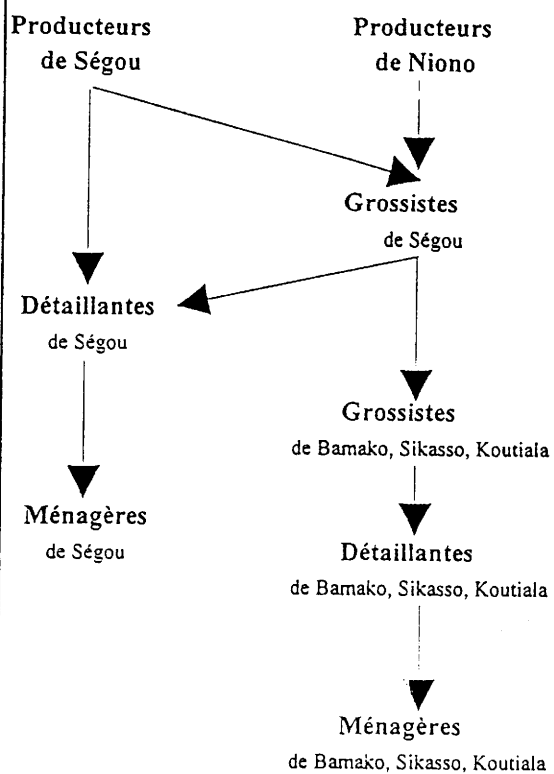 Producteurs
de Ségou
Producteurs
de Niono
Grossistes
de Ségou
Détaillantes
de Ségou
Grossistes
de Bamako, Sikasso, Koutiala
Ménagères
de Ségou
Détaillantes
de Bamako, Sikasso, Koutiala
Ménagères
de Bamako, Sikasso, Koutiala